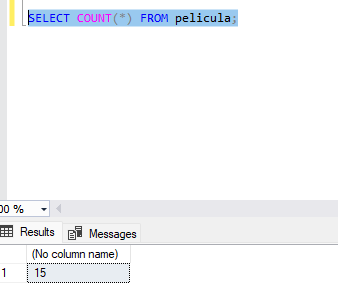 SELECT COUNT(*) FROM pelicula;
00 %
Results
Messages
(No column name)
1
15